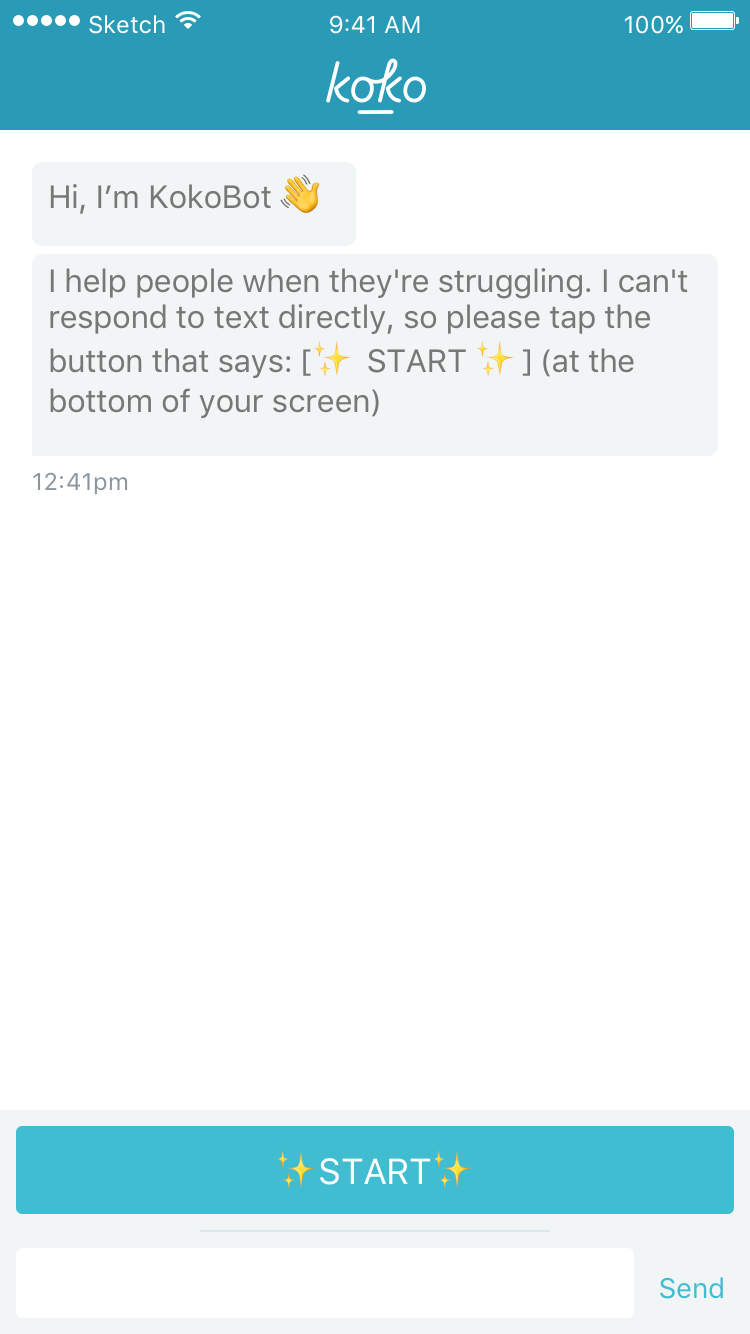 Sketch 9:41 AM 100%
koko
Hi, I’m KokoBot 👋
I help people when they're struggling. I can't
respond to text directly, so please tap the
button that says: [✨ START ✨ ] (at the
bottom of your screen)
12:41pm
✨START✨
Send